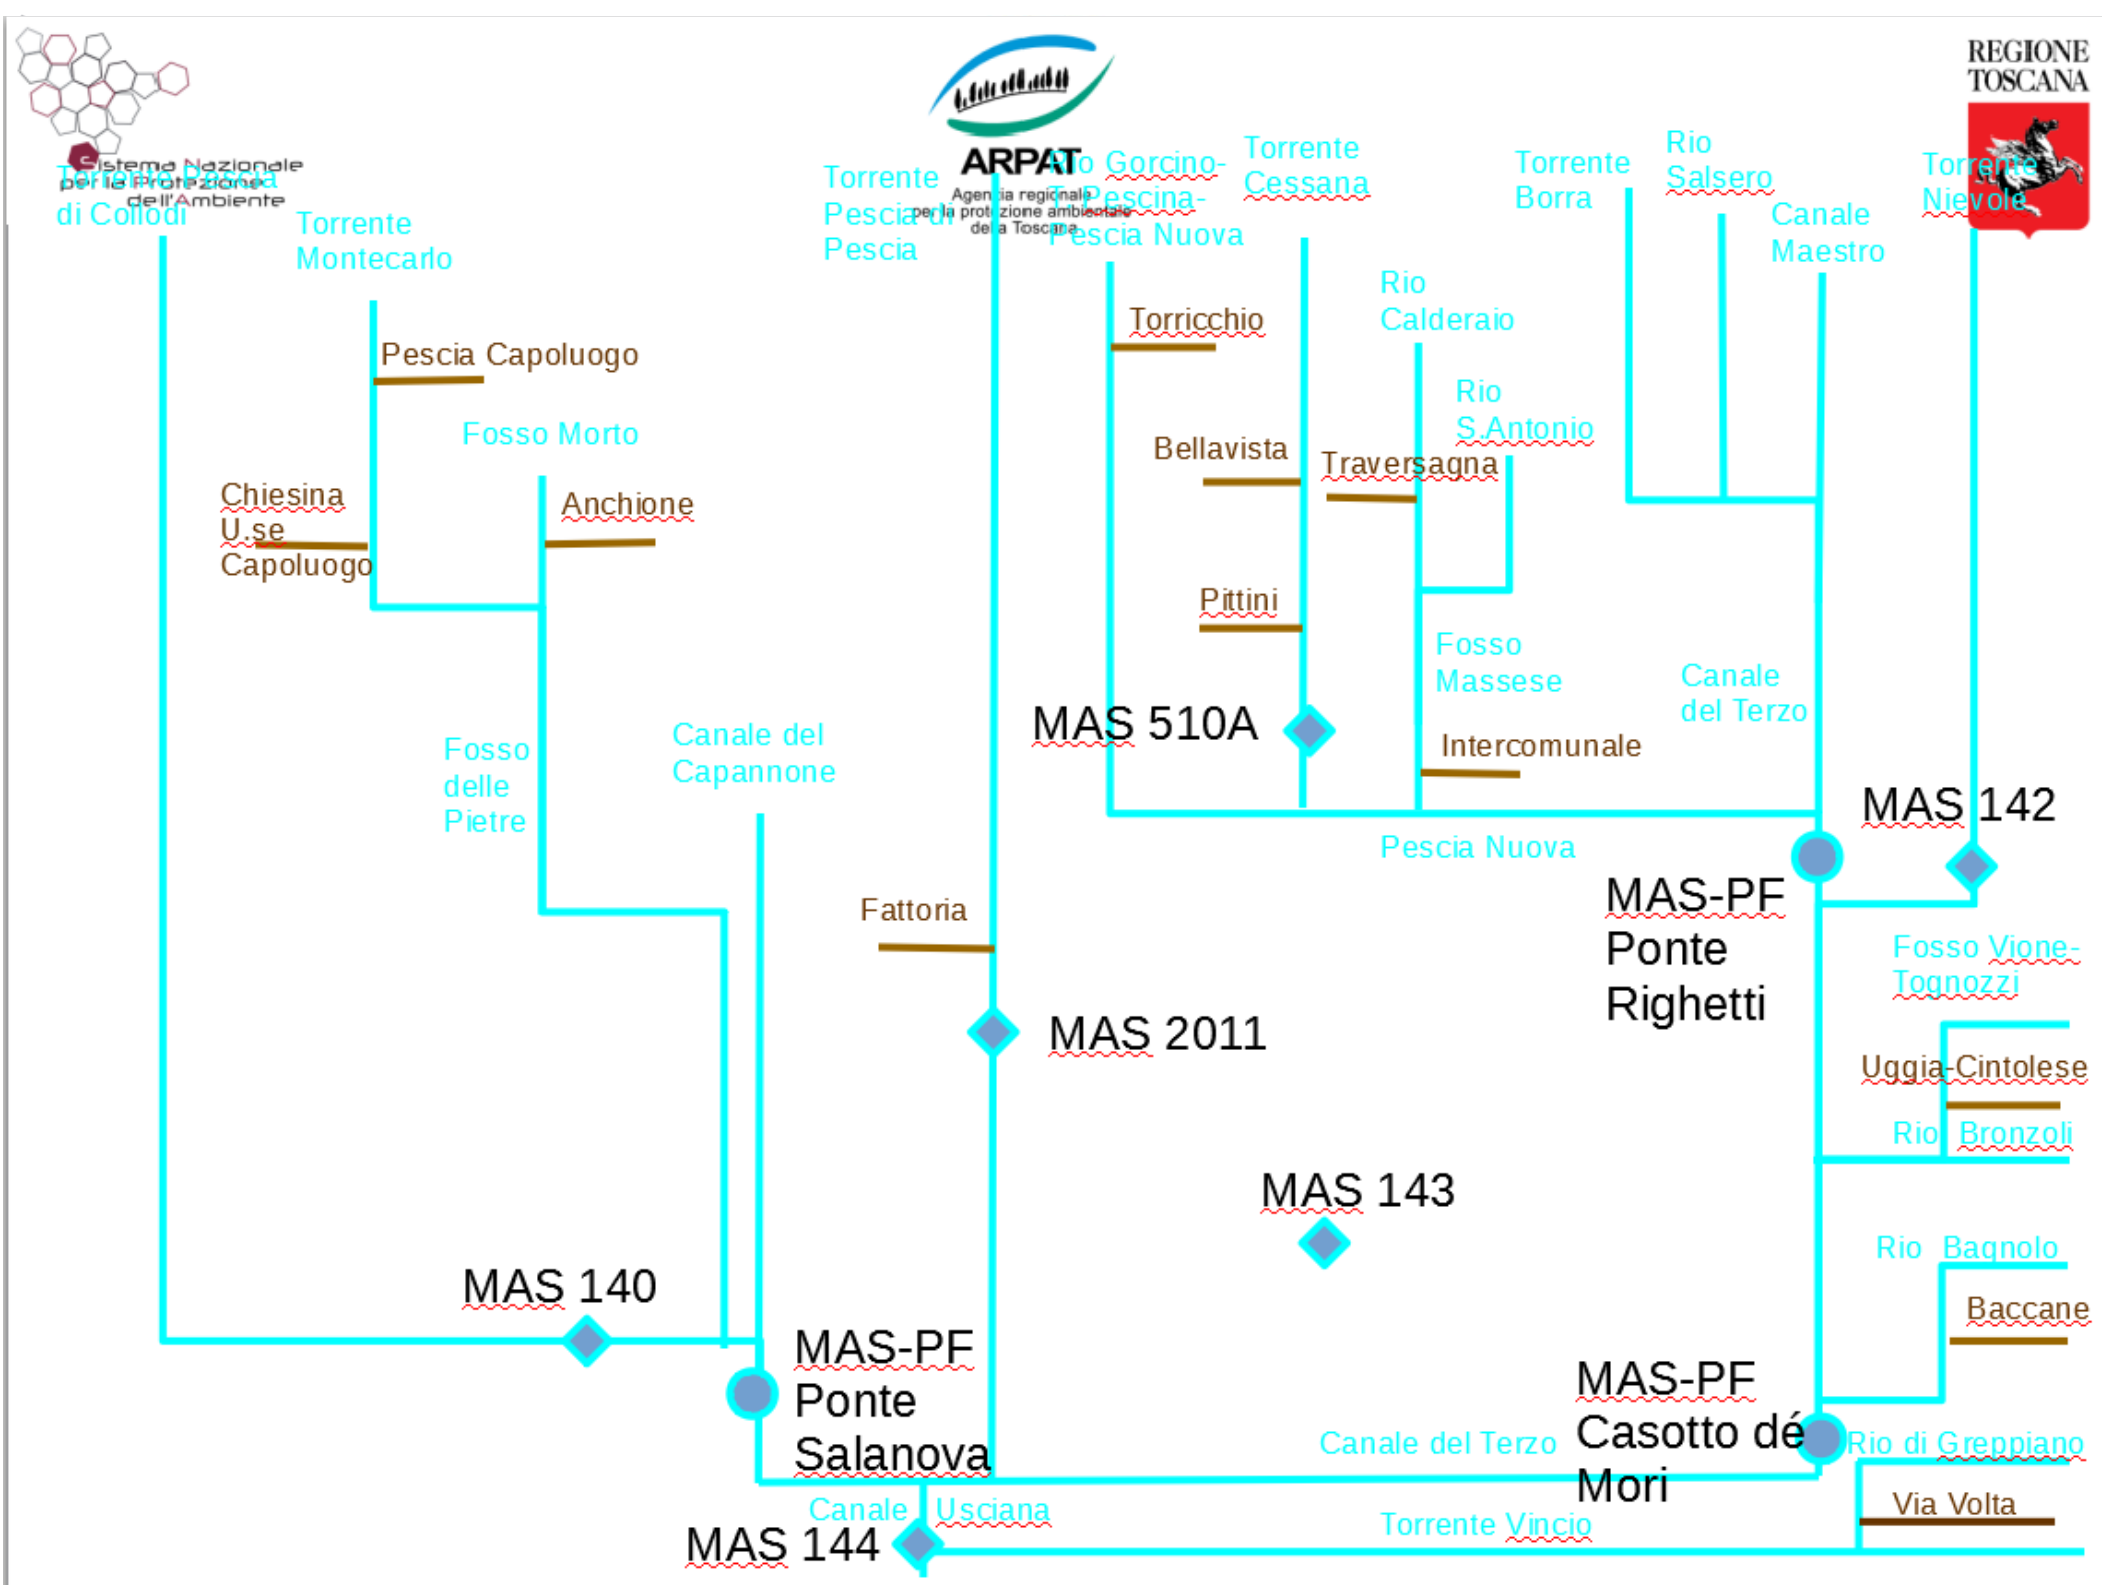 REGIONE
TOSCANA
Sistema Nazionale
per la Protezione
dell'Ambiente
ARPAT
Agenzia regionale
per la protezione ambientale
della Toscana
Torrente Pescia
di Collodi
Torrente
Montecarlo
Torrente
Pescia di
Pescia
Rio Gorcino-
T. Pescina-
Pescia Nuova
Torrente
Cessana
Torrente
Borra
Rio
Salsero
Canale
Maestro
Torrente
Nievole
Rio
Calderaio
Torricchio
Pescia Capoluogo
Rio
S.Antonio
Fosso Morto
Bellavista
Traversagna
Chiesina
U.se
Capoluogo
Anchione
Pittini
Fosso
Massese
Canale
del Terzo
MAS 510A
Intercomunale
Fosso
delle
Pietre
Canale del
Capannone
MAS 142
Pescia Nuova
MAS-PF
Ponte
Righetti
Fattoria
Fosso Vione-
Tognozzi
MAS 2011
Uggia-Cintolese
Rio Bronzoli
MAS 143
Rio Bagnolo
MAS 140
Baccane
MAS-PF
Ponte
Salanova
MAS-PF
Casotto dé
Mori
Canale del Terzo
Rio di Greppiano
Canale Usciana
Via Volta
Torrente Vincio
MAS 144